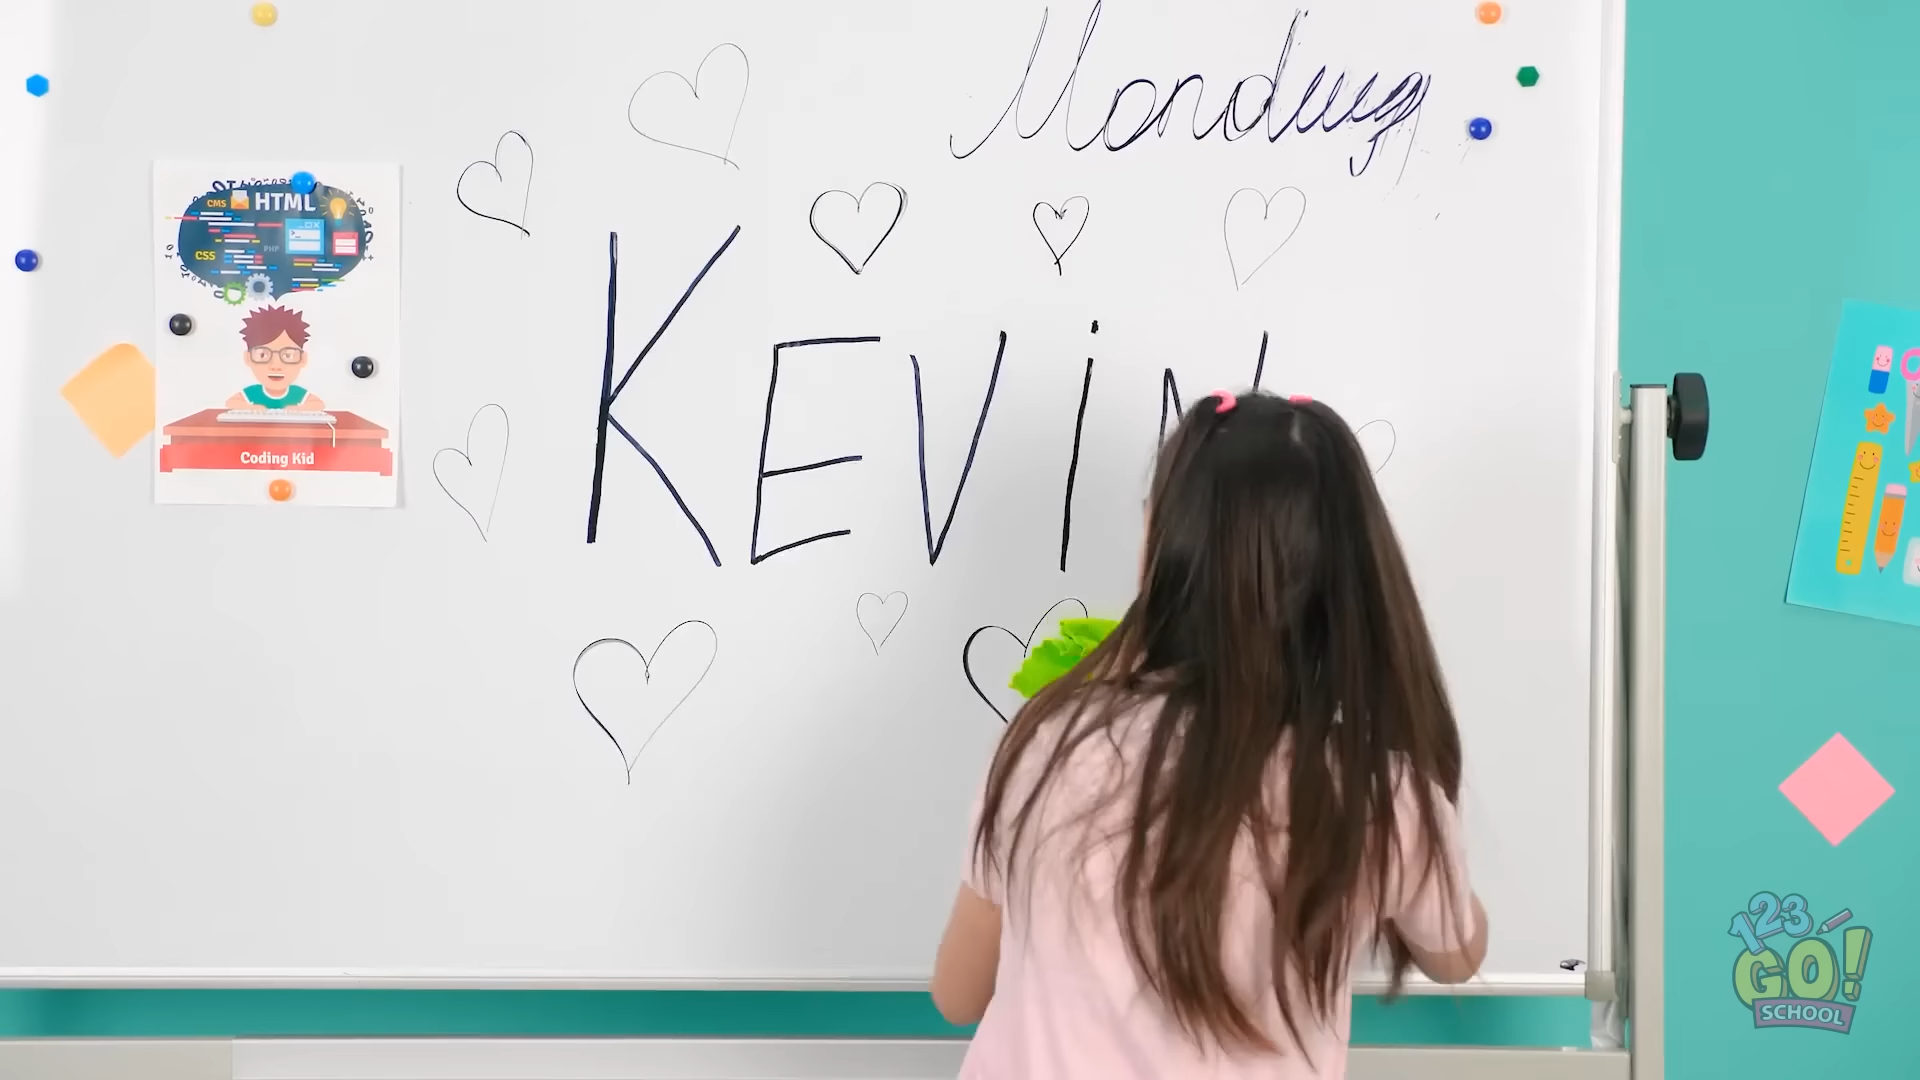 Monday
CMS HTML
PHP
CSS
KEViN
Coding Kid
123
GO!
SCHOOL